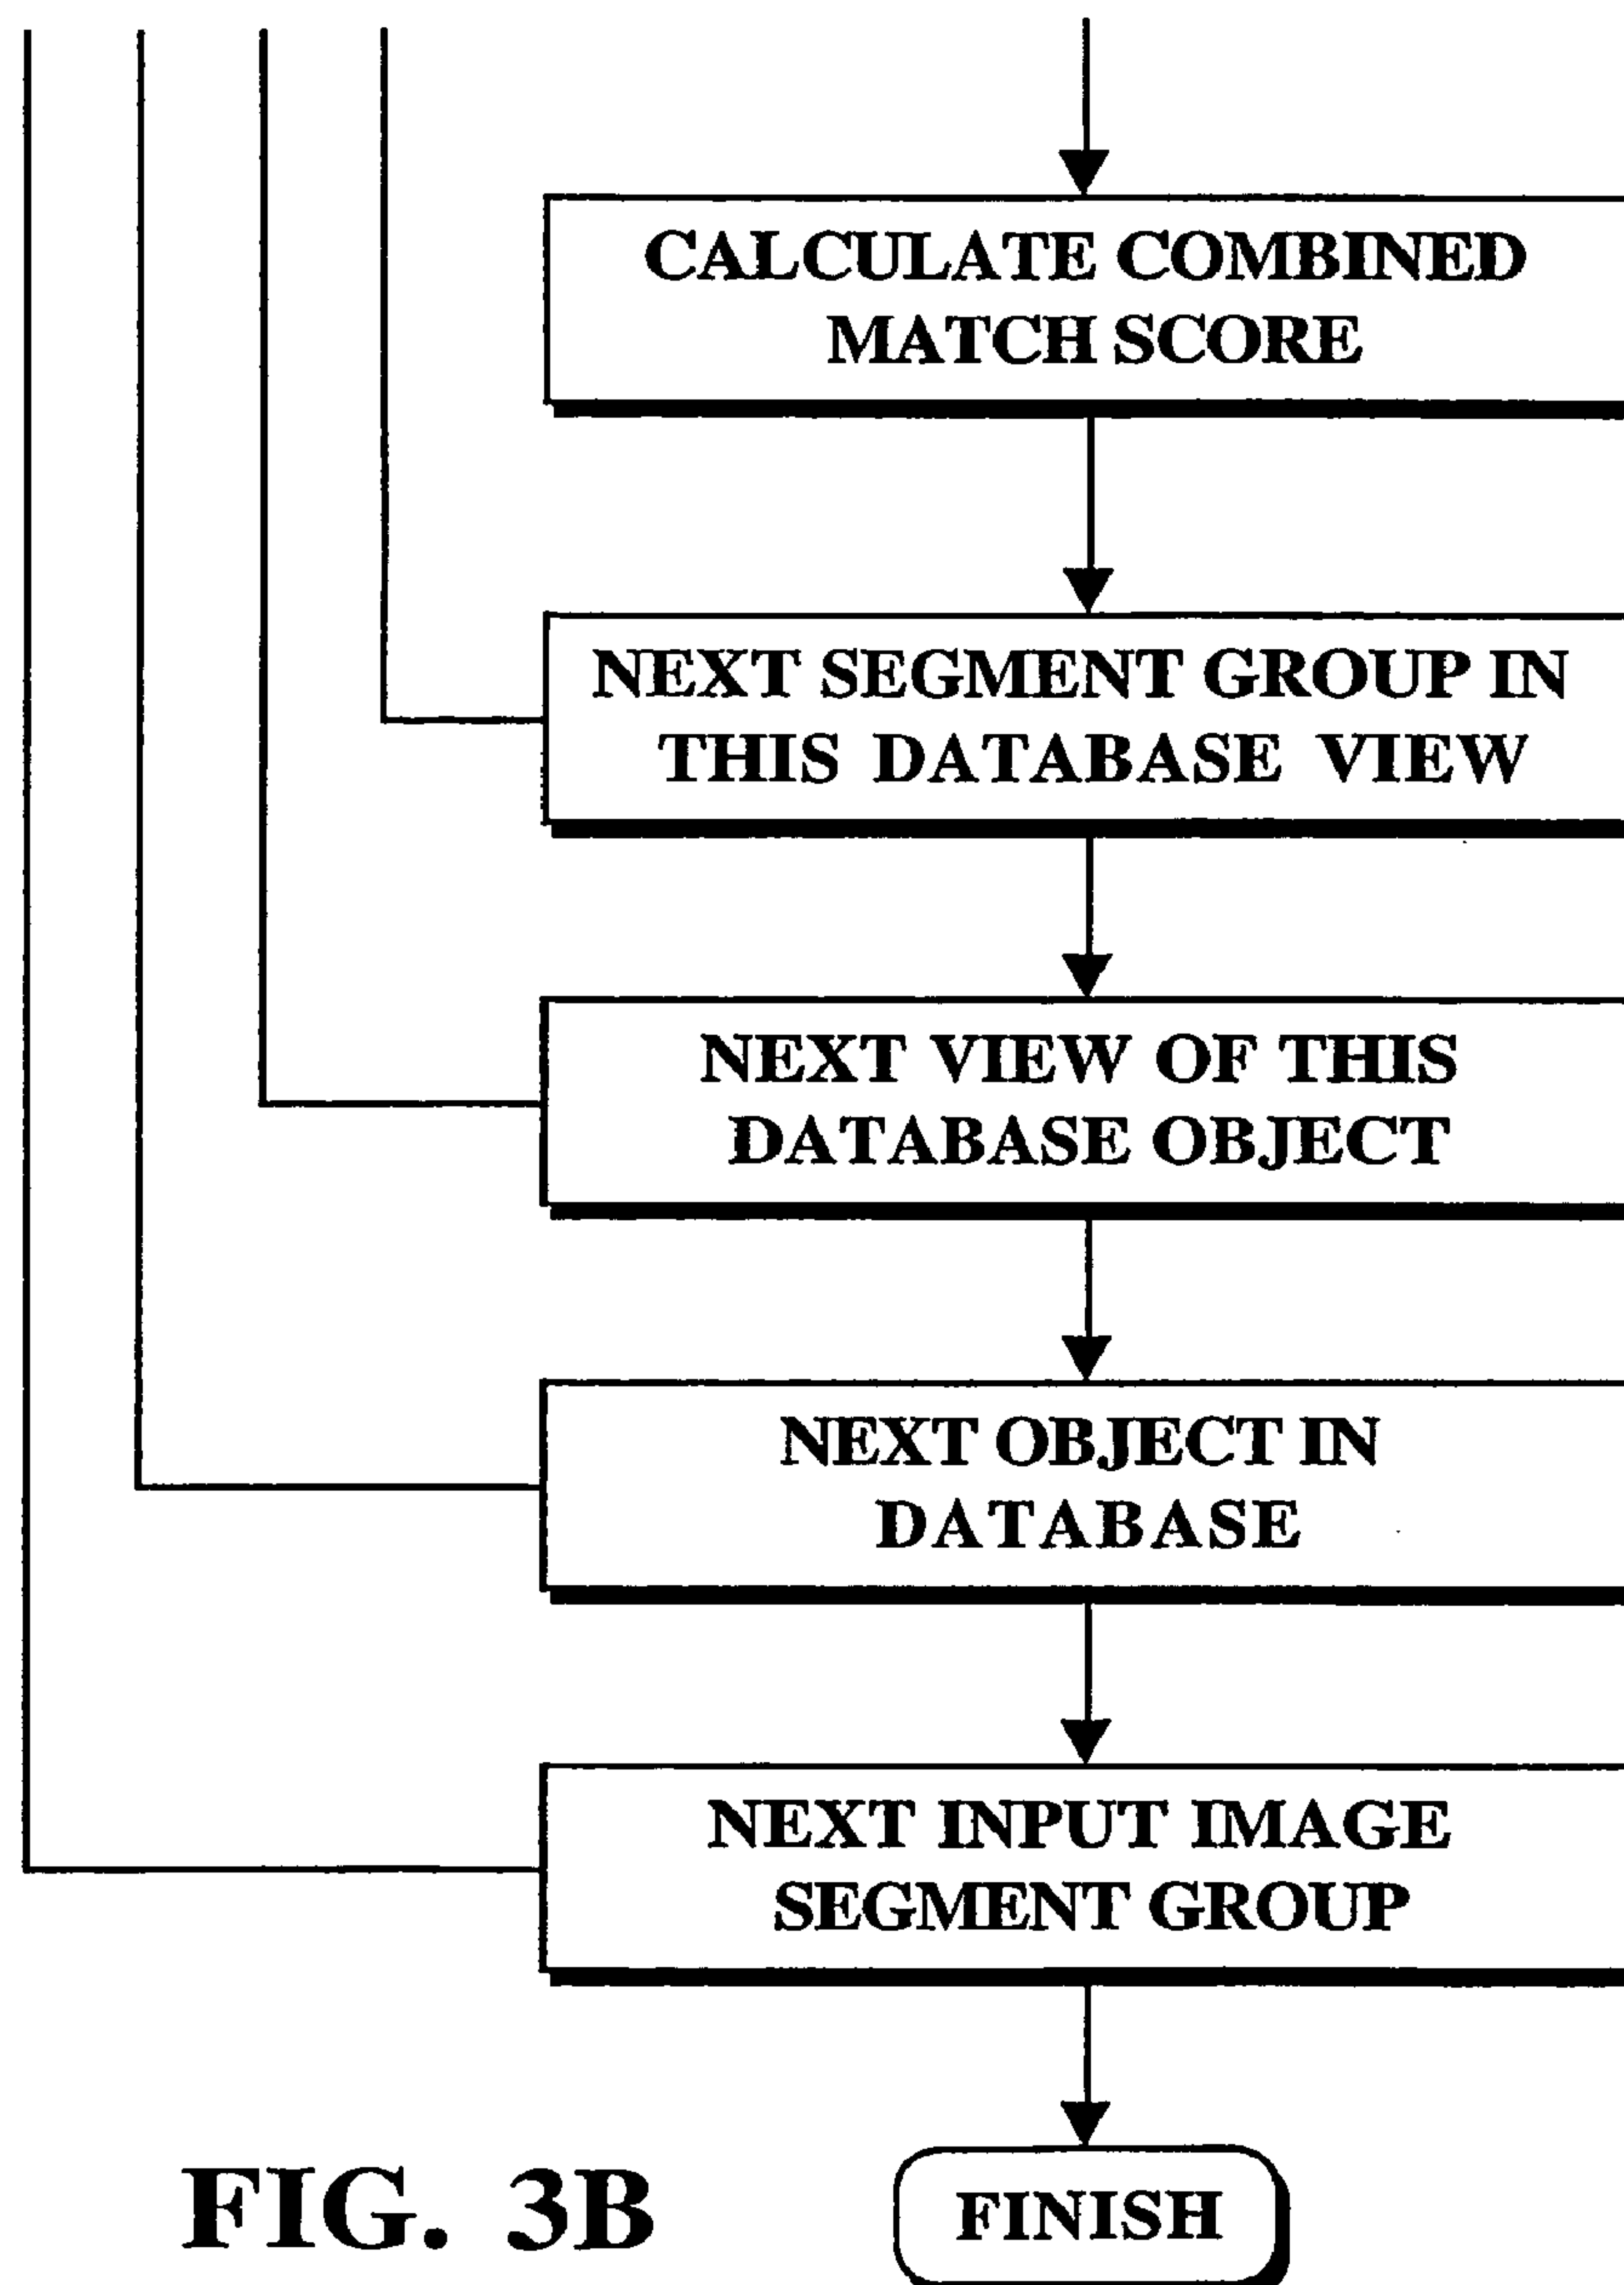 CALCULATE COMBINED
MATCH SCORE
NEXT SEGMENT GROUP IN
THIS DATABASE VIEW
NEXT VIEW OF THIS
DATABASE OBJECT
NEXT OBJECT IN
DATABASE
NEXT INPUT IMAGE
SEGMENT GROUP
FIG. 3B
FINISH